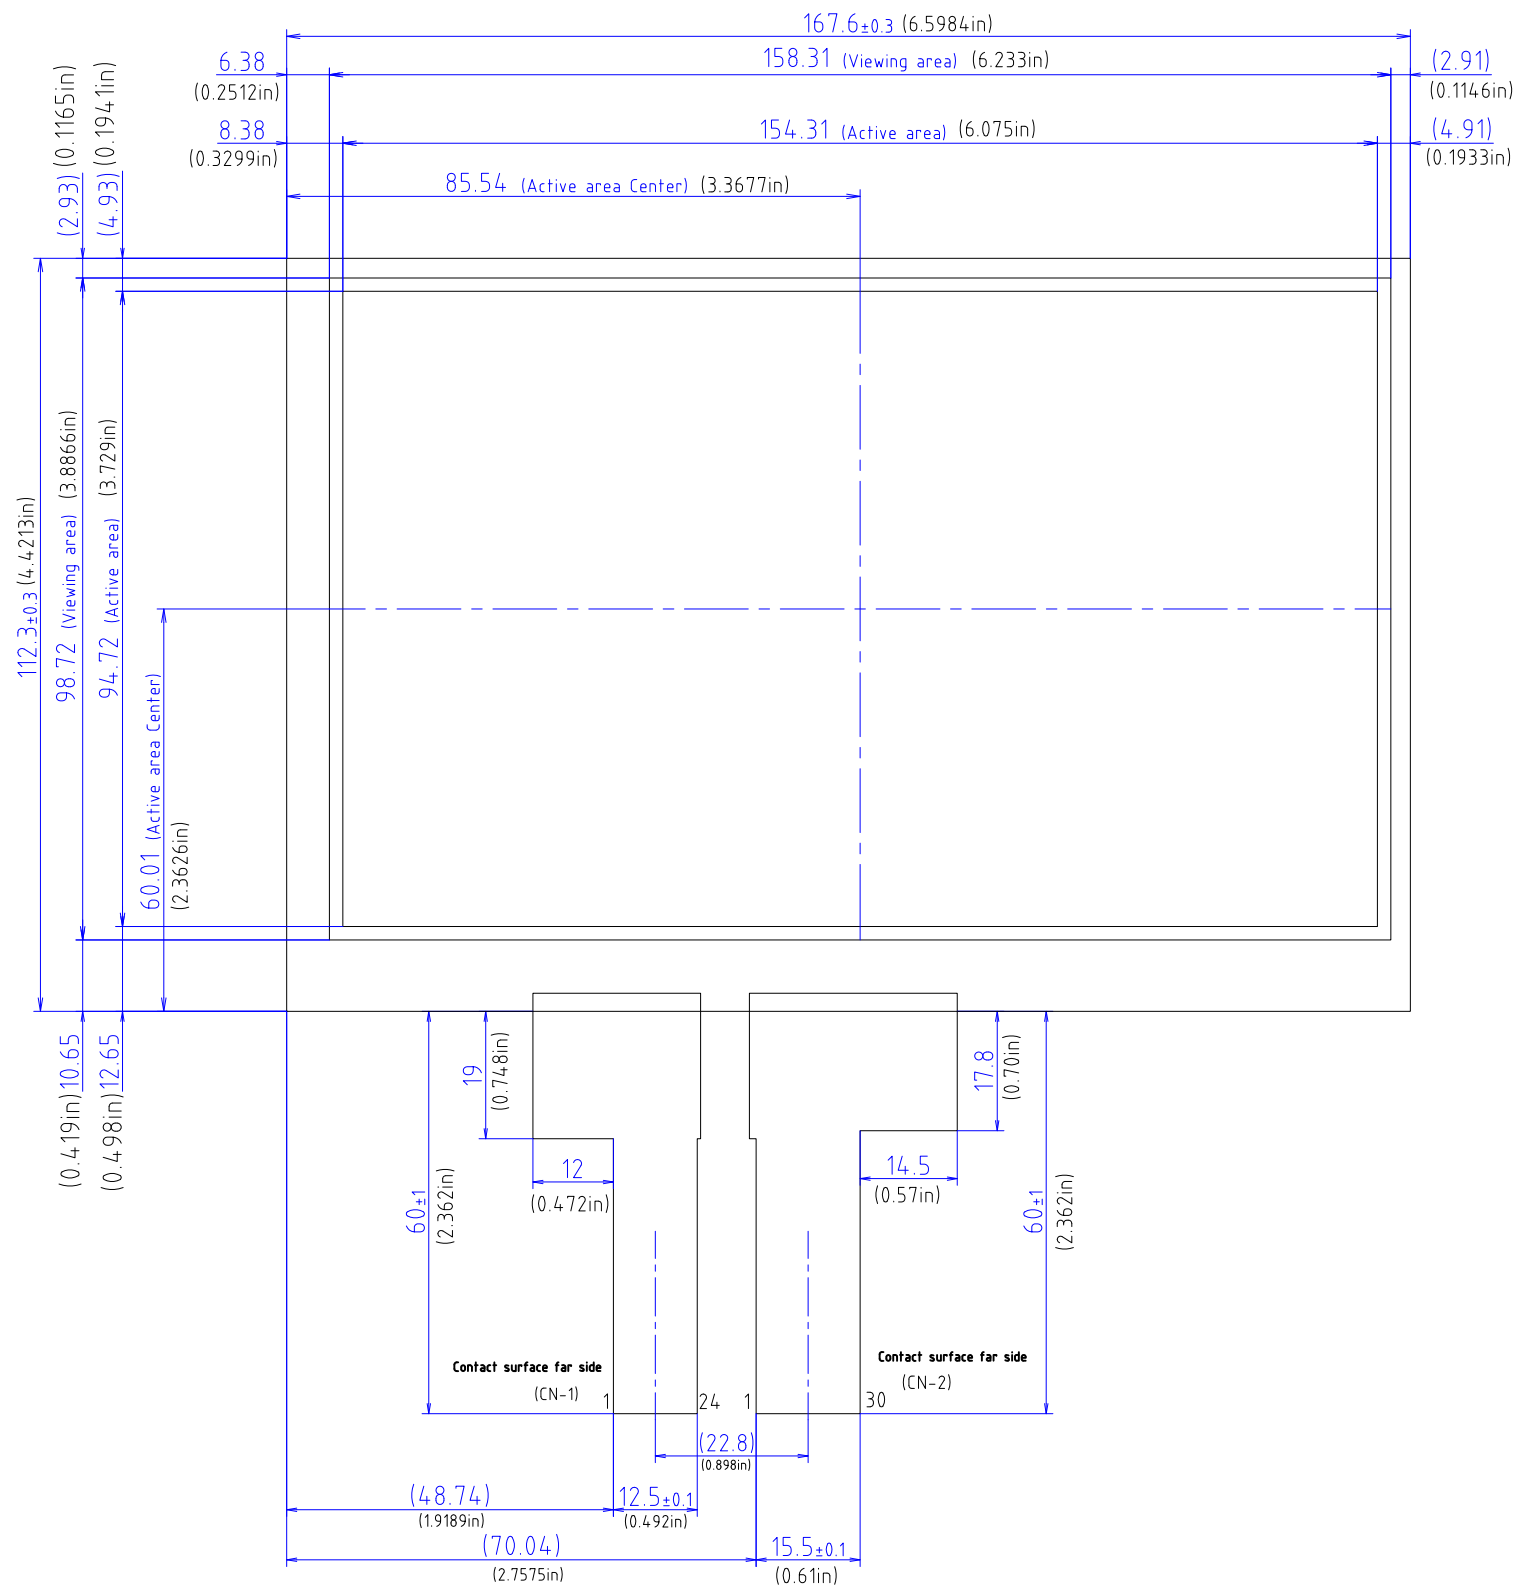 167.6±0.3 (6.5984in)
6.38
(0.2512in)
158.31 (Viewing area) (6.233in)
(2.91)
(0.1146in)
8.38
(0.3299in)
154.31 (Active area) (6.075in)
(4.91)
(0.1933in)
85.54 (Active area Center) (3.3677in)
(2.93) (0.1165in)
(4.93) (0.1941in)
112.3±0.3 (4.4213in)
98.72 (Viewing area) (3.8866in)
94.72 (Active area) (3.729in)
60.01 (Active area Center)
(2.3626in)
(0.419in) 10.65
(0.498in) 12.65
19
(0.748in)
17.8
(0.70in)
12
(0.472in)
14.5
(0.57in)
60±1
(2.362in)
60±1
(2.362in)
Contact surface far side
(CN-1)
Contact surface far side
(CN-2)
1
24
1
30
(22.8)
(0.898in)
(48.74)
(1.9189in)
12.5±0.1
(0.492in)
(70.04)
(2.7575in)
15.5±0.1
(0.61in)